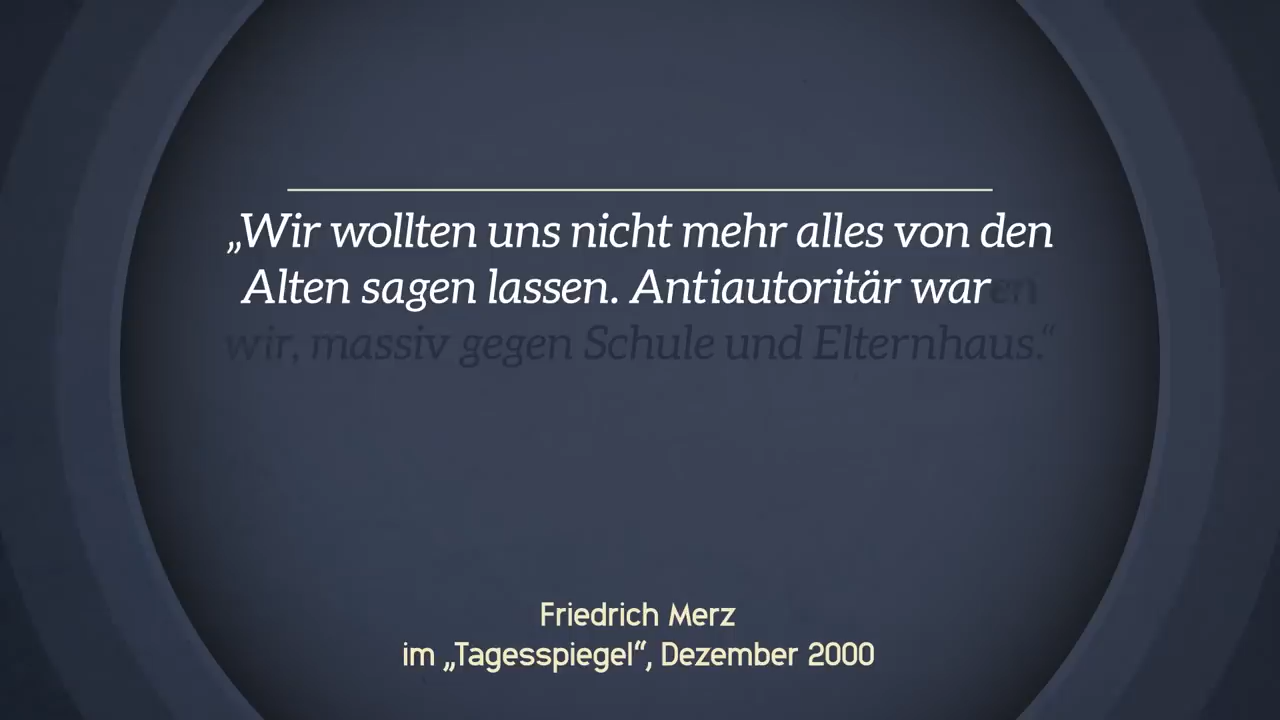 „Wir wollten uns nicht mehr alles von den
Alten sagen lassen. Antiautoritär waren
wir, massiv gegen Schule und Elternhaus.“
Friedrich Merz
im „Tagesspiegel“, Dezember 2000